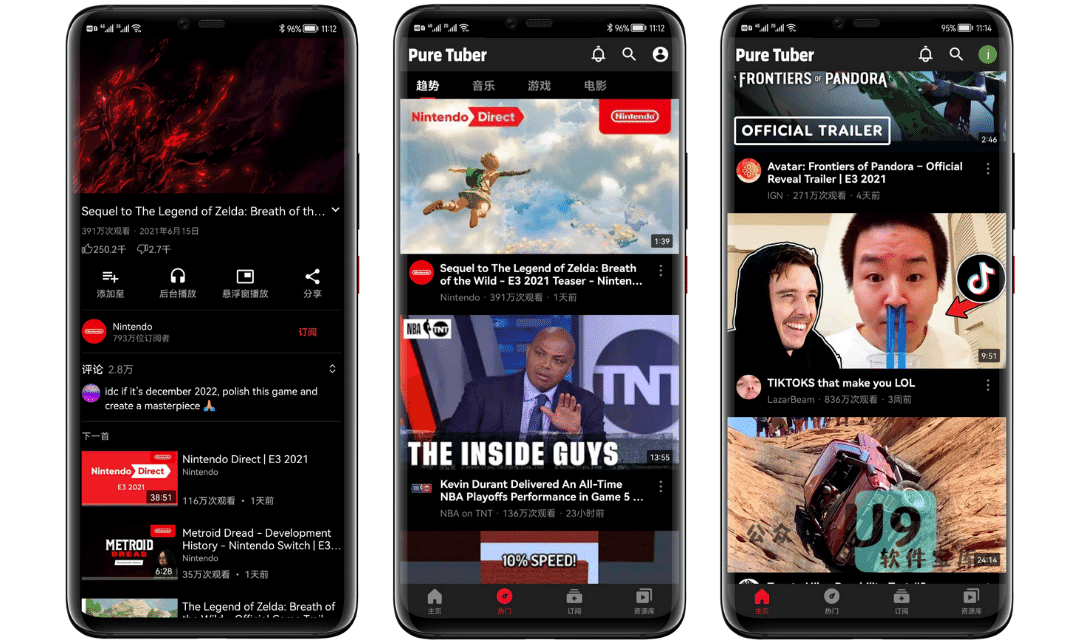 96% 11:12
Sequel to The Legend of Zelda: Breath of th...
391万次观看 · 2021年6月15日
250.2千 2.7千
添加至 后台播放 悬浮窗播放 分享
Nintendo
793万位订阅者
订阅
评论 2.8万
idc if it's december 2022, polish this game and
create a masterpiece 🙏
下一首
Nintendo Direct
E3 2021
38:51
Nintendo Direct | E3 2021
Nintendo
116万次观看 · 1天前
METROID
DREAD
6:28
Metroid Dread – Development
History – Nintendo Switch | E3...
Nintendo
35万次观看 · 1天前
The Legend of Zelda: Breath of
96% 11:12
Pure Tuber
趋势 音乐 游戏 电影
Nintendo Direct
Nintendo
1:39
Sequel to The Legend of Zelda: Breath
of the Wild – E3 2021 Teaser – Ninten...
Nintendo · 391万次观看 · 1天前
NBA TNT
TNT
THE INSIDE GUYS
13:55
Kevin Durant Delivered An All-Time
NBA Playoffs Performance in Game 5 ...
NBA on TNT · 136万次观看 · 23小时前
10% SPEED!
主页 热门 订阅 资源库
95% 11:14
Pure Tuber
i
FRONTIERS OF PANDORA
OFFICIAL TRAILER
2:46
Avatar: Frontiers of Pandora – Official
Reveal Trailer | E3 2021
IGN · 271万次观看 · 4天前
9:51
TIKTOKS that make you LOL
LazarBeam · 836万次观看 · 3周前
公众
U9
软件宝库
24:14
主页 热门 订阅 资源库